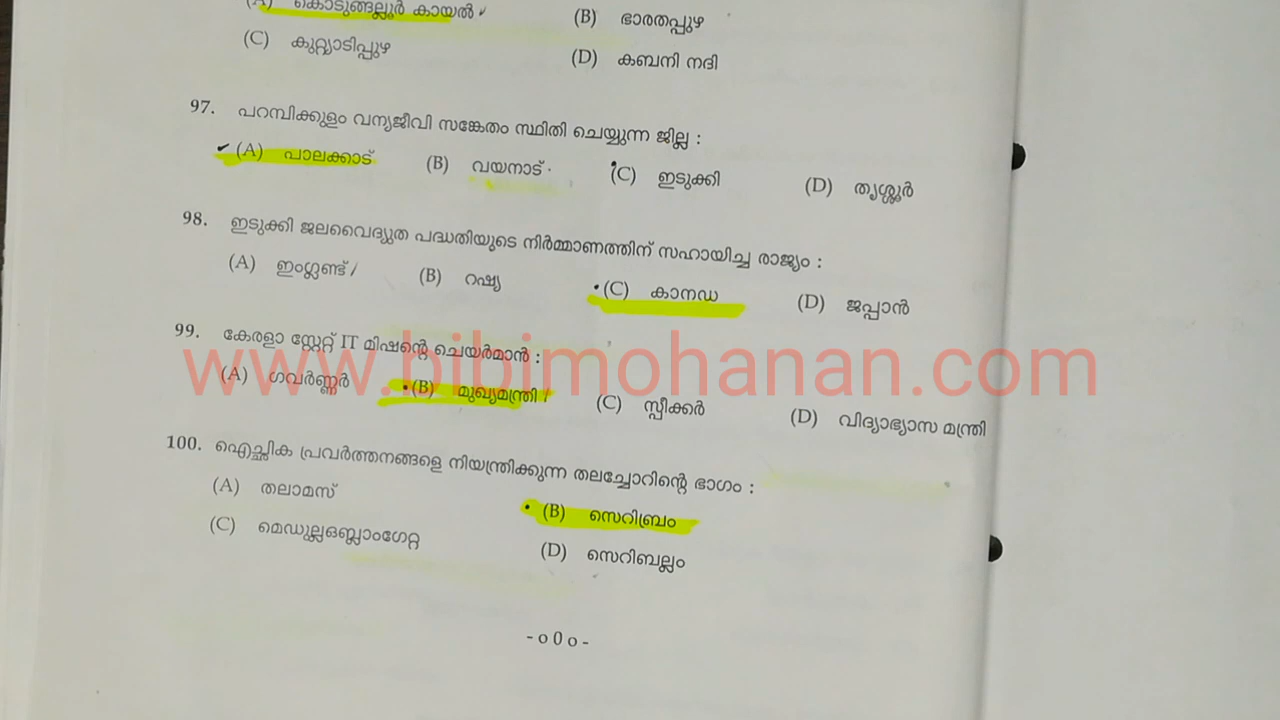 (A) കൊടുങ്ങല്ലൂർ കായൽ (B) ഭാരതപ്പുഴ
(C) കുറ്റ്യാടിപ്പുഴ (D) കബനി നദി
97. പറമ്പിക്കുളം വന്യജീവി സങ്കേതം സ്ഥിതി ചെയ്യുന്ന ജില്ല :
(A) പാലക്കാട് (B) വയനാട് (C) ഇടുക്കി (D) തൃശ്ശൂർ
98. ഇടുക്കി ജലവൈദ്യുത പദ്ധതിയുടെ നിർമ്മാണത്തിന് സഹായിച്ച രാജ്യം :
(A) ഇംഗ്ലണ്ട് (B) റഷ്യ (C) കാനഡ (D) ജപ്പാൻ
99. കേരളാ സ്റ്റേറ്റ് IT മിഷന്റെ ചെയർമാൻ :
www.bibimohanan.com
(A) ഗവർണ്ണർ (B) മുഖ്യമന്ത്രി (C) സ്പീക്കർ (D) വിദ്യാഭ്യാസ മന്ത്രി
100. ഐച്ഛിക പ്രവർത്തനങ്ങളെ നിയന്ത്രിക്കുന്ന തലച്ചോറിന്റെ ഭാഗം :
(A) തലാമസ് (B) സെറിബ്രം
(C) മെഡുല്ലഒബ്ലാംഗേറ്റ (D) സെറിബല്ലം
- o 0 o -